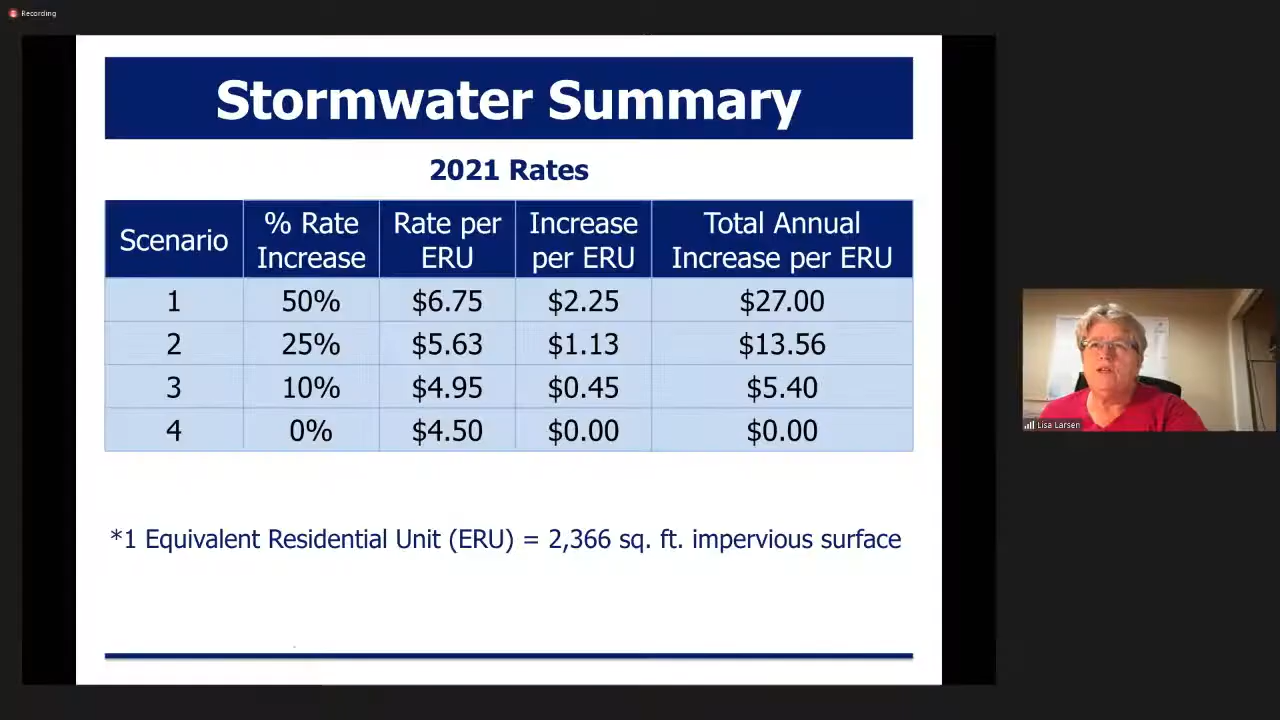 Recording
Stormwater Summary
2021 Rates
Scenario % Rate Increase Rate per ERU Increase per ERU Total Annual Increase per ERU
1 50% $6.75 $2.25 $27.00
2 25% $5.63 $1.13 $13.56
3 10% $4.95 $0.45 $5.40
4 0% $4.50 $0.00 $0.00
*1 Equivalent Residential Unit (ERU) = 2,366 sq. ft. impervious surface
Lisa Larsen